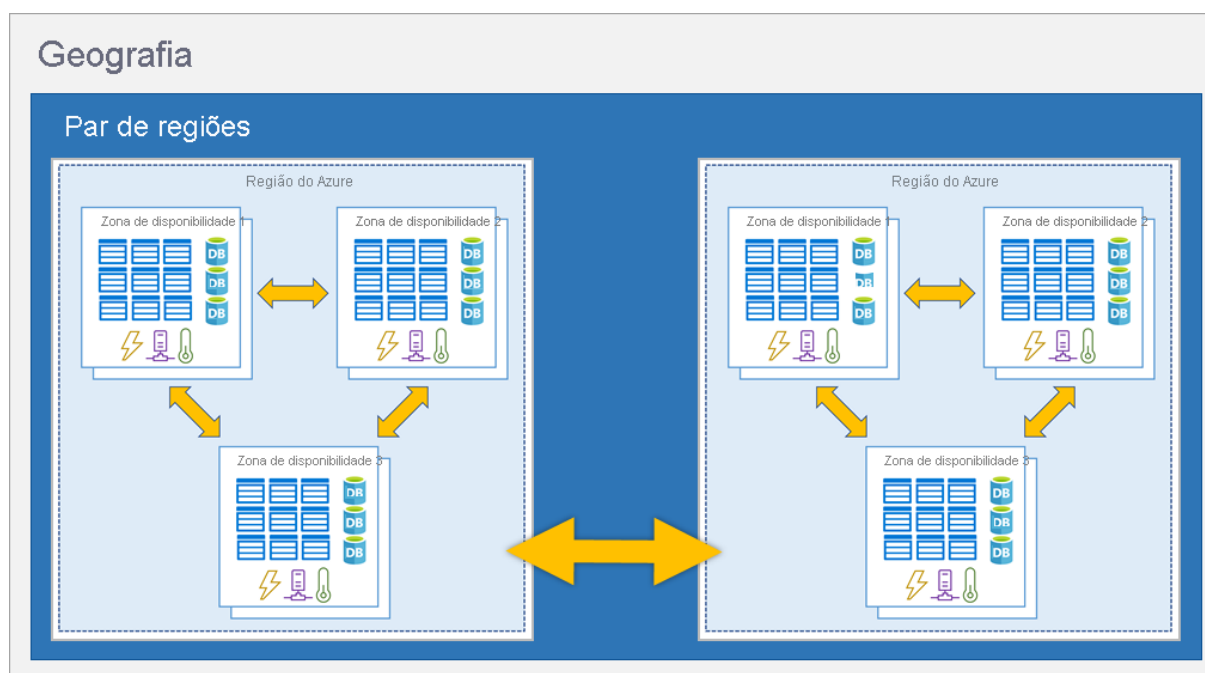 Geografia
Par de regiões
Região do Azure
Zona de disponibilidade 1
Zona de disponibilidade 2
DB
DB
DB
DB
DB
DB
Zona de disponibilidade 3
DB
DB
DB
Região do Azure
Zona de disponibilidade 1
Zona de disponibilidade 2
DB
DB
DB
DB
DB
DB
Zona de disponibilidade 3
DB
DB
DB